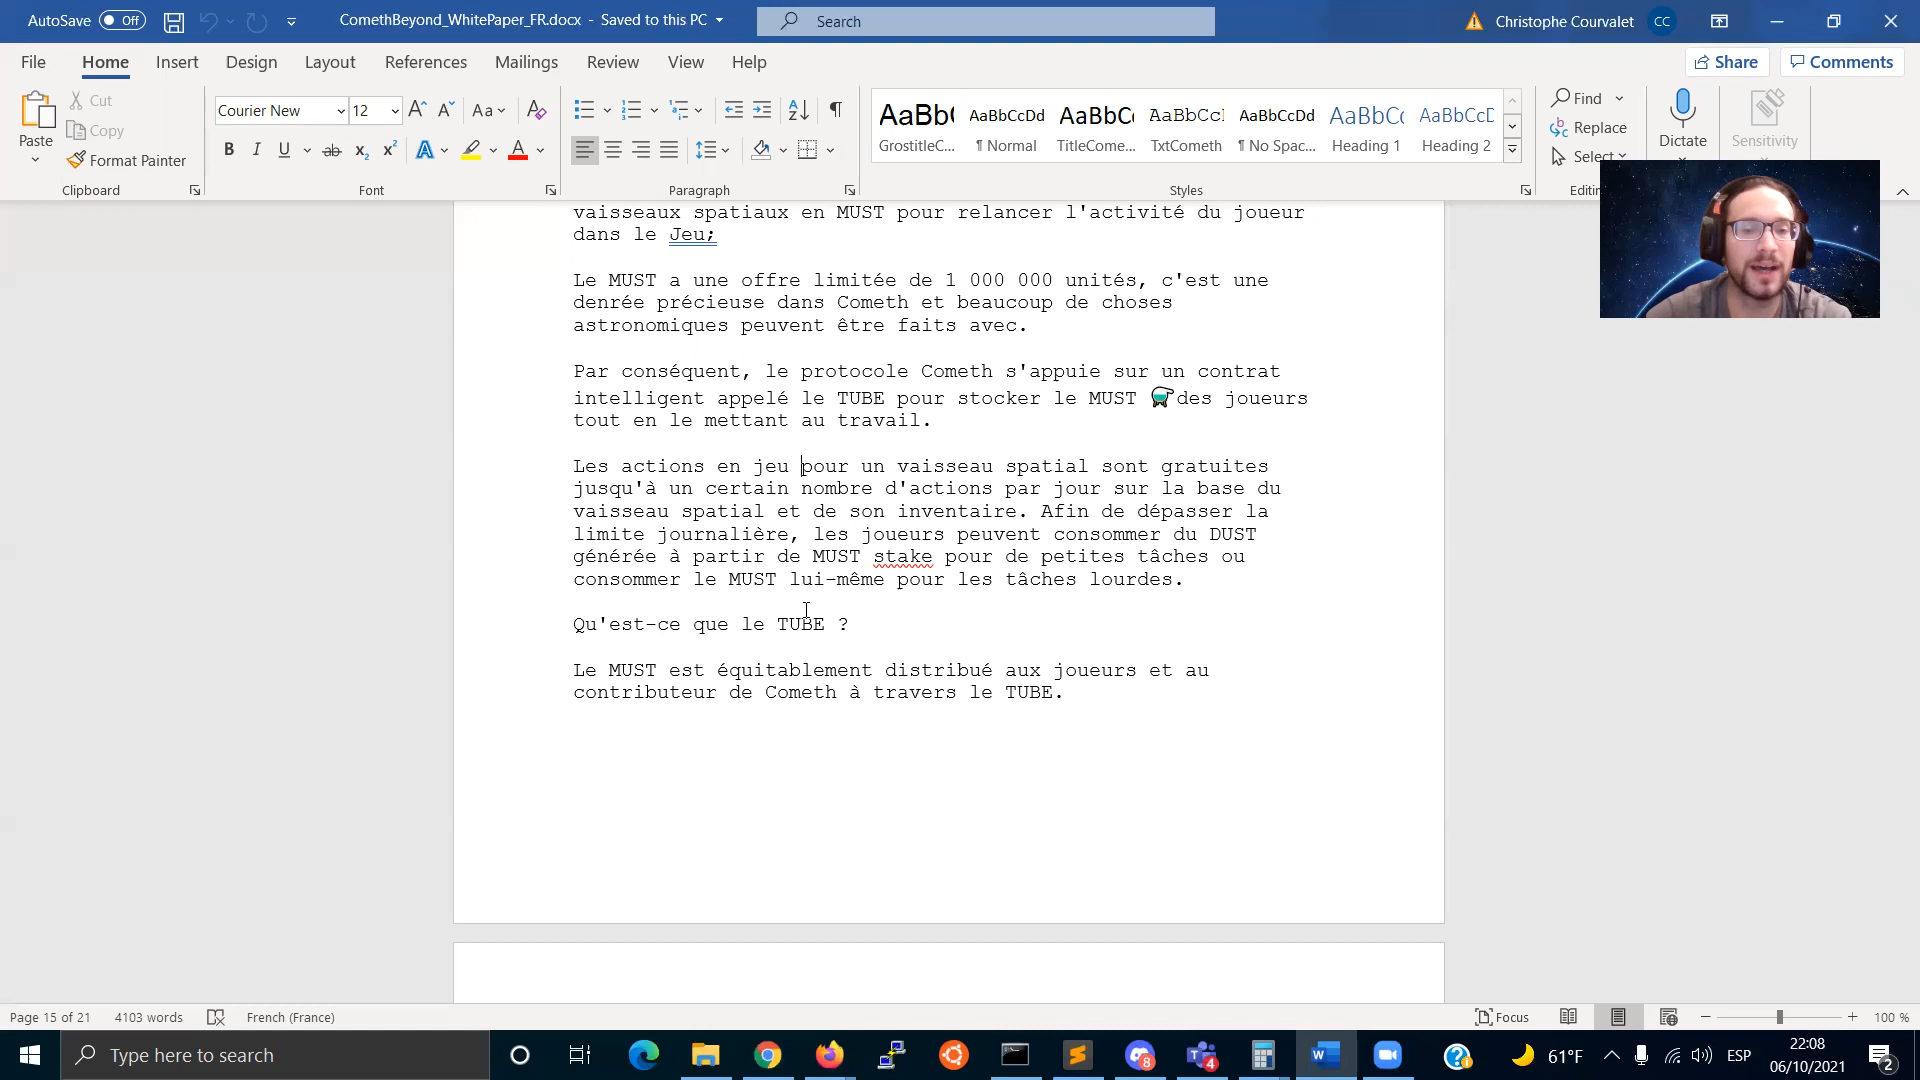 AutoSave Off
ComethBeyond_WhitePaper_FR.docx - Saved to this PC
Search
Christophe Courvalet CC
File Home Insert Design Layout References Mailings Review View Help
Share Comments
Paste
Cut
Copy
Format Painter
Clipboard
Courier New 12
Font
Paragraph
AaBb( AaBbCcDd AaBbC( AaBbCcI AaBbCcDd AaBbC( AaBbCcD
GrostitleC... ¶ Normal TitleCome... TxtCometh ¶ No Spac... Heading 1 Heading 2
Styles
Find
Replace
Select
Editin
Dictate
Sensitivity
vaisseaux spatiaux en MUST pour relancer l'activité du joueur
dans le Jeu;
Le MUST a une offre limitée de 1 000 000 unités, c'est une
denrée précieuse dans Cometh et beaucoup de choses
astronomiques peuvent être faits avec.
Par conséquent, le protocole Cometh s'appuie sur un contrat
intelligent appelé le TUBE pour stocker le MUST des joueurs
tout en le mettant au travail.
Les actions en jeu pour un vaisseau spatial sont gratuites
jusqu'à un certain nombre d'actions par jour sur la base du
vaisseau spatial et de son inventaire. Afin de dépasser la
limite journalière, les joueurs peuvent consommer du DUST
générée à partir de MUST stake pour de petites tâches ou
consommer le MUST lui-même pour les tâches lourdes.
Qu'est-ce que le TUBE ?
Le MUST est équitablement distribué aux joueurs et au
contributeur de Cometh à travers le TUBE.
Page 15 of 21 4103 words French (France)
Focus
100 %
Type here to search
8
4
61°F
ESP
22:08
06/10/2021
2